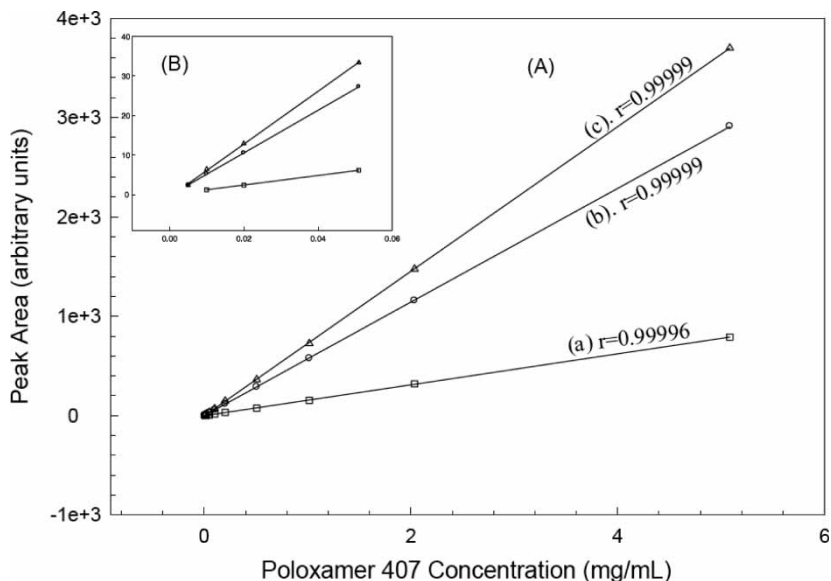 4e+3
3e+3
2e+3
1e+3
0
-1e+3
Peak Area (arbitrary units)
(B)
40
30
20
10
0
0.00 0.02 0.04 0.06
(A)
(c). r=0.99999
(b). r=0.99999
(a) r=0.99996
0 2 4 6
Poloxamer 407 Concentration (mg/mL)